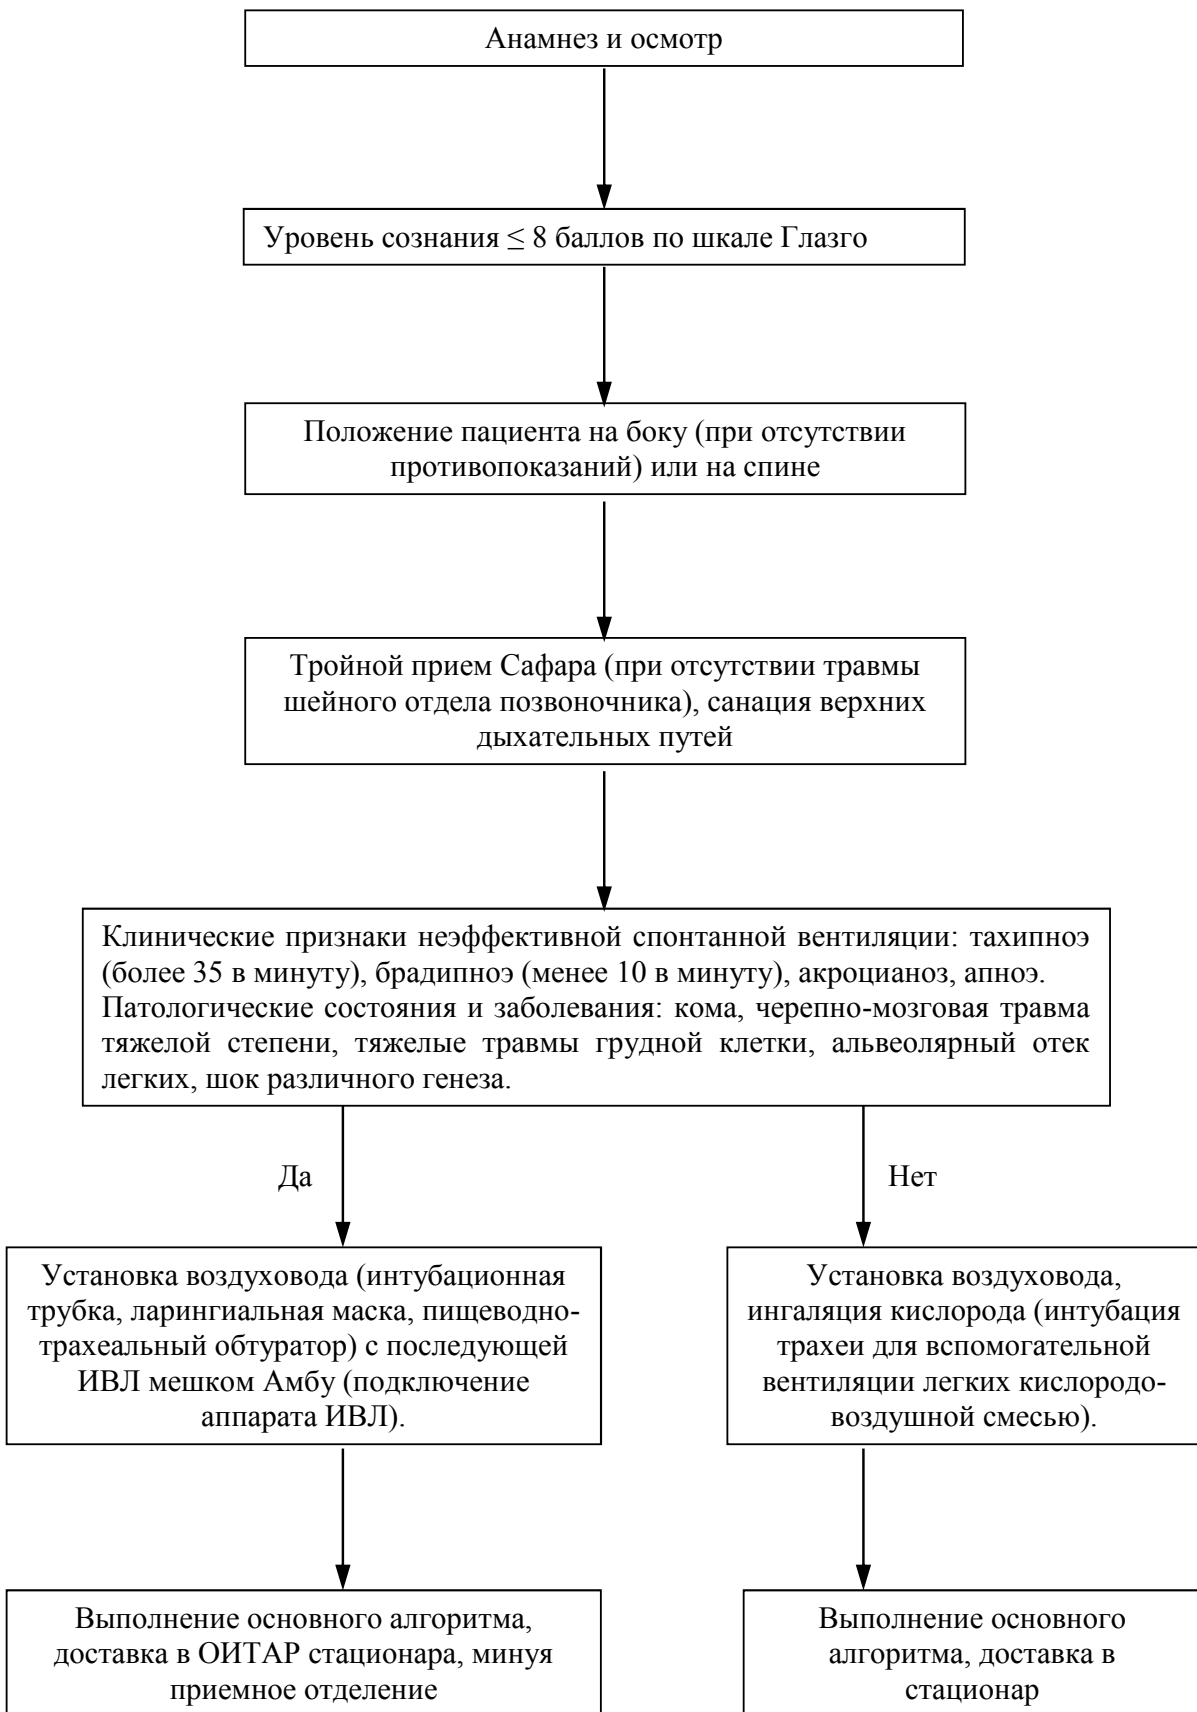 Анамнез и осмотр
Уровень сознания ≤ 8 баллов по шкале Глазго
Положение пациента на боку (при отсутствии
противопоказаний) или на спине
Тройной прием Сафара (при отсутствии травмы
шейного отдела позвоночника), санация верхних
дыхательных путей
Клинические признаки неэффективной спонтанной вентиляции: тахипноэ
(более 35 в минуту), брадипноэ (менее 10 в минуту), акроцианоз, апноэ.
Патологические состояния и заболевания: кома, черепно-мозговая травма
тяжелой степени, тяжелые травмы грудной клетки, альвеолярный отек
легких, шок различного генеза.
Да
Нет
Установка воздуховода (интубационная
трубка, ларингиальная маска, пищеводно-
трахеальный обтуратор) с последующей
ИВЛ мешком Амбу (подключение
аппарата ИВЛ).
Установка воздуховода,
ингаляция кислорода (интубация
трахеи для вспомогательной
вентиляции легких кислородо-
воздушной смесью).
Выполнение основного алгоритма,
доставка в ОИТАР стационара, минуя
приемное отделение
Выполнение основного
алгоритма, доставка в
стационар